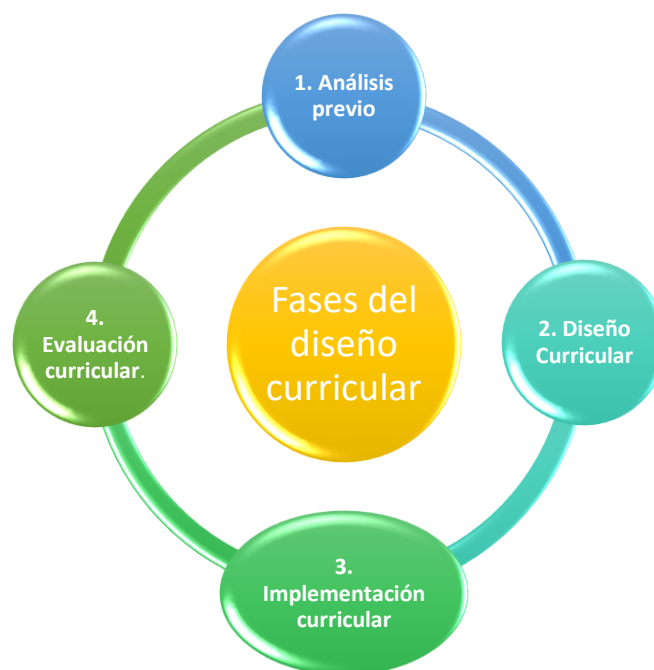 1. Análisis
previo
Fases del
diseño
curricular
2. Diseño
Curricular
3.
Implementación
curricular
4.
Evaluación
curricular.